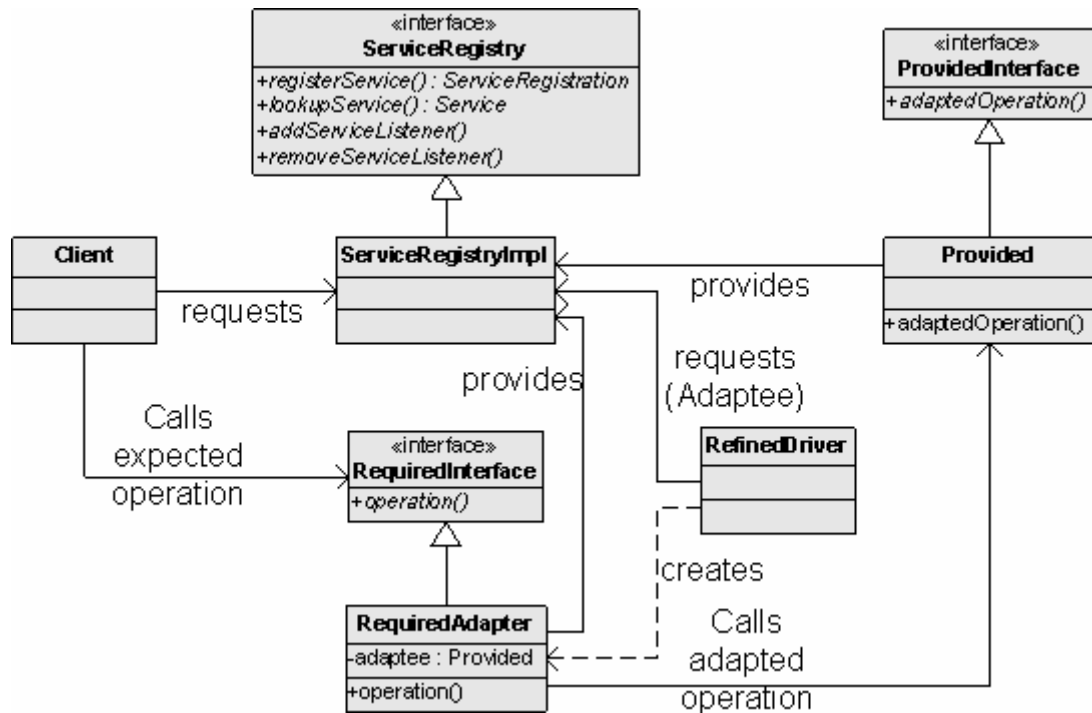 «interface»
ServiceRegistry
+registerService() : ServiceRegistration
+lookupService() : Service
+addServiceListener()
+removeServiceListener()
«interface»
ProvidedInterface
+adaptedOperation()
Client
ServiceRegistryImpl
Provided
+adaptedOperation()
requests
provides
provides
requests
(Adaptee)
Calls
expected
operation
«interface»
RequiredInterface
+operation()
RefinedDriver
creates
RequiredAdapter
-adaptee : Provided
+operation()
Calls
adapted
operation